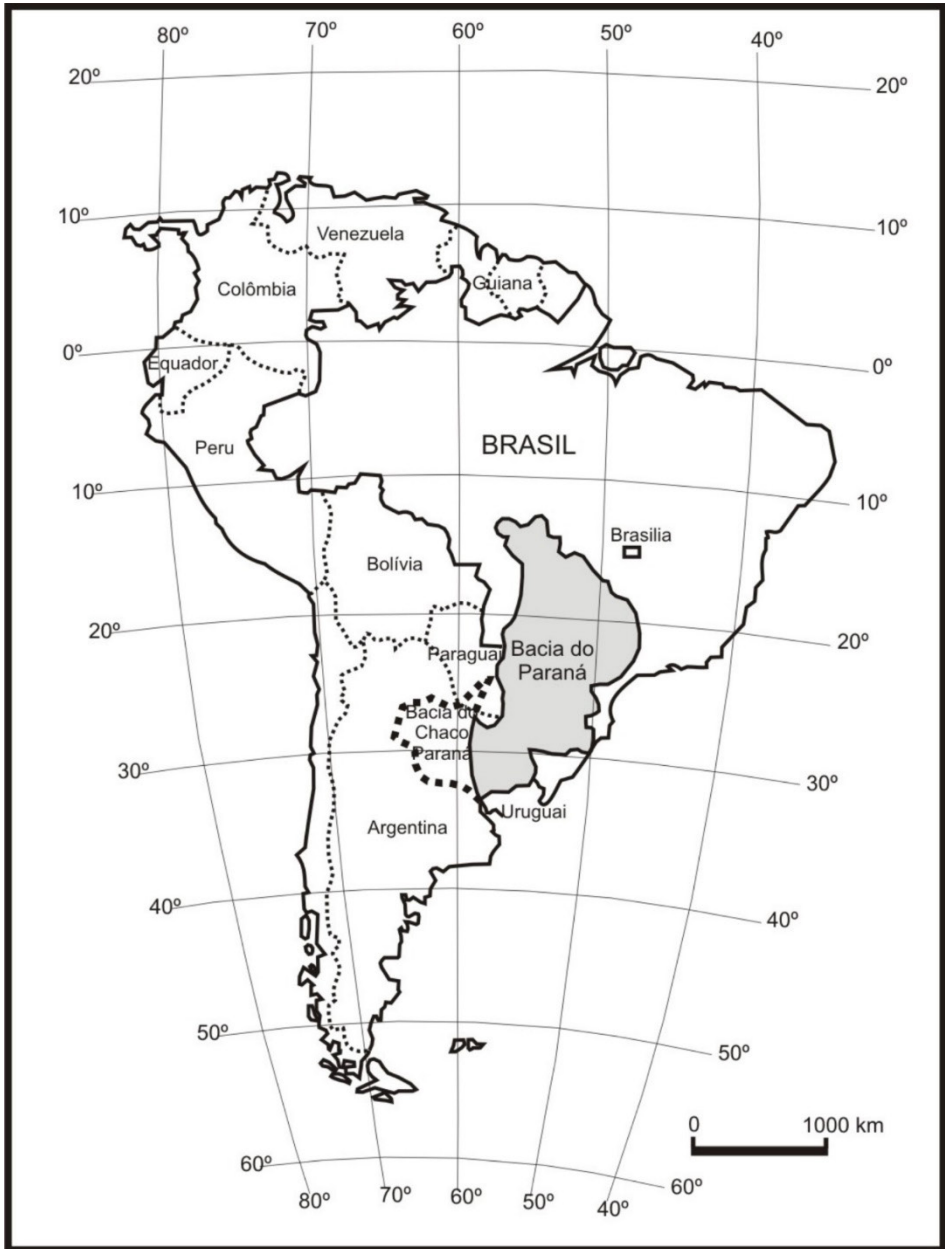 80º 70º 60º 50º 40º
20º 20º
10º 10º
Venezuela
Guiana
Colômbia
0º 0º
Equador
Peru
BRASIL
10º 10º
Brasilia
Bolívia
20º 20º
Paraguai
Bacia do
Paraná
Bacia do
Chaco
Paraná
30º 30º
Uruguai
Argentina
40º 40º
50º 50º
0 1000 km
60º 60º
80º 70º 60º 50º 40º